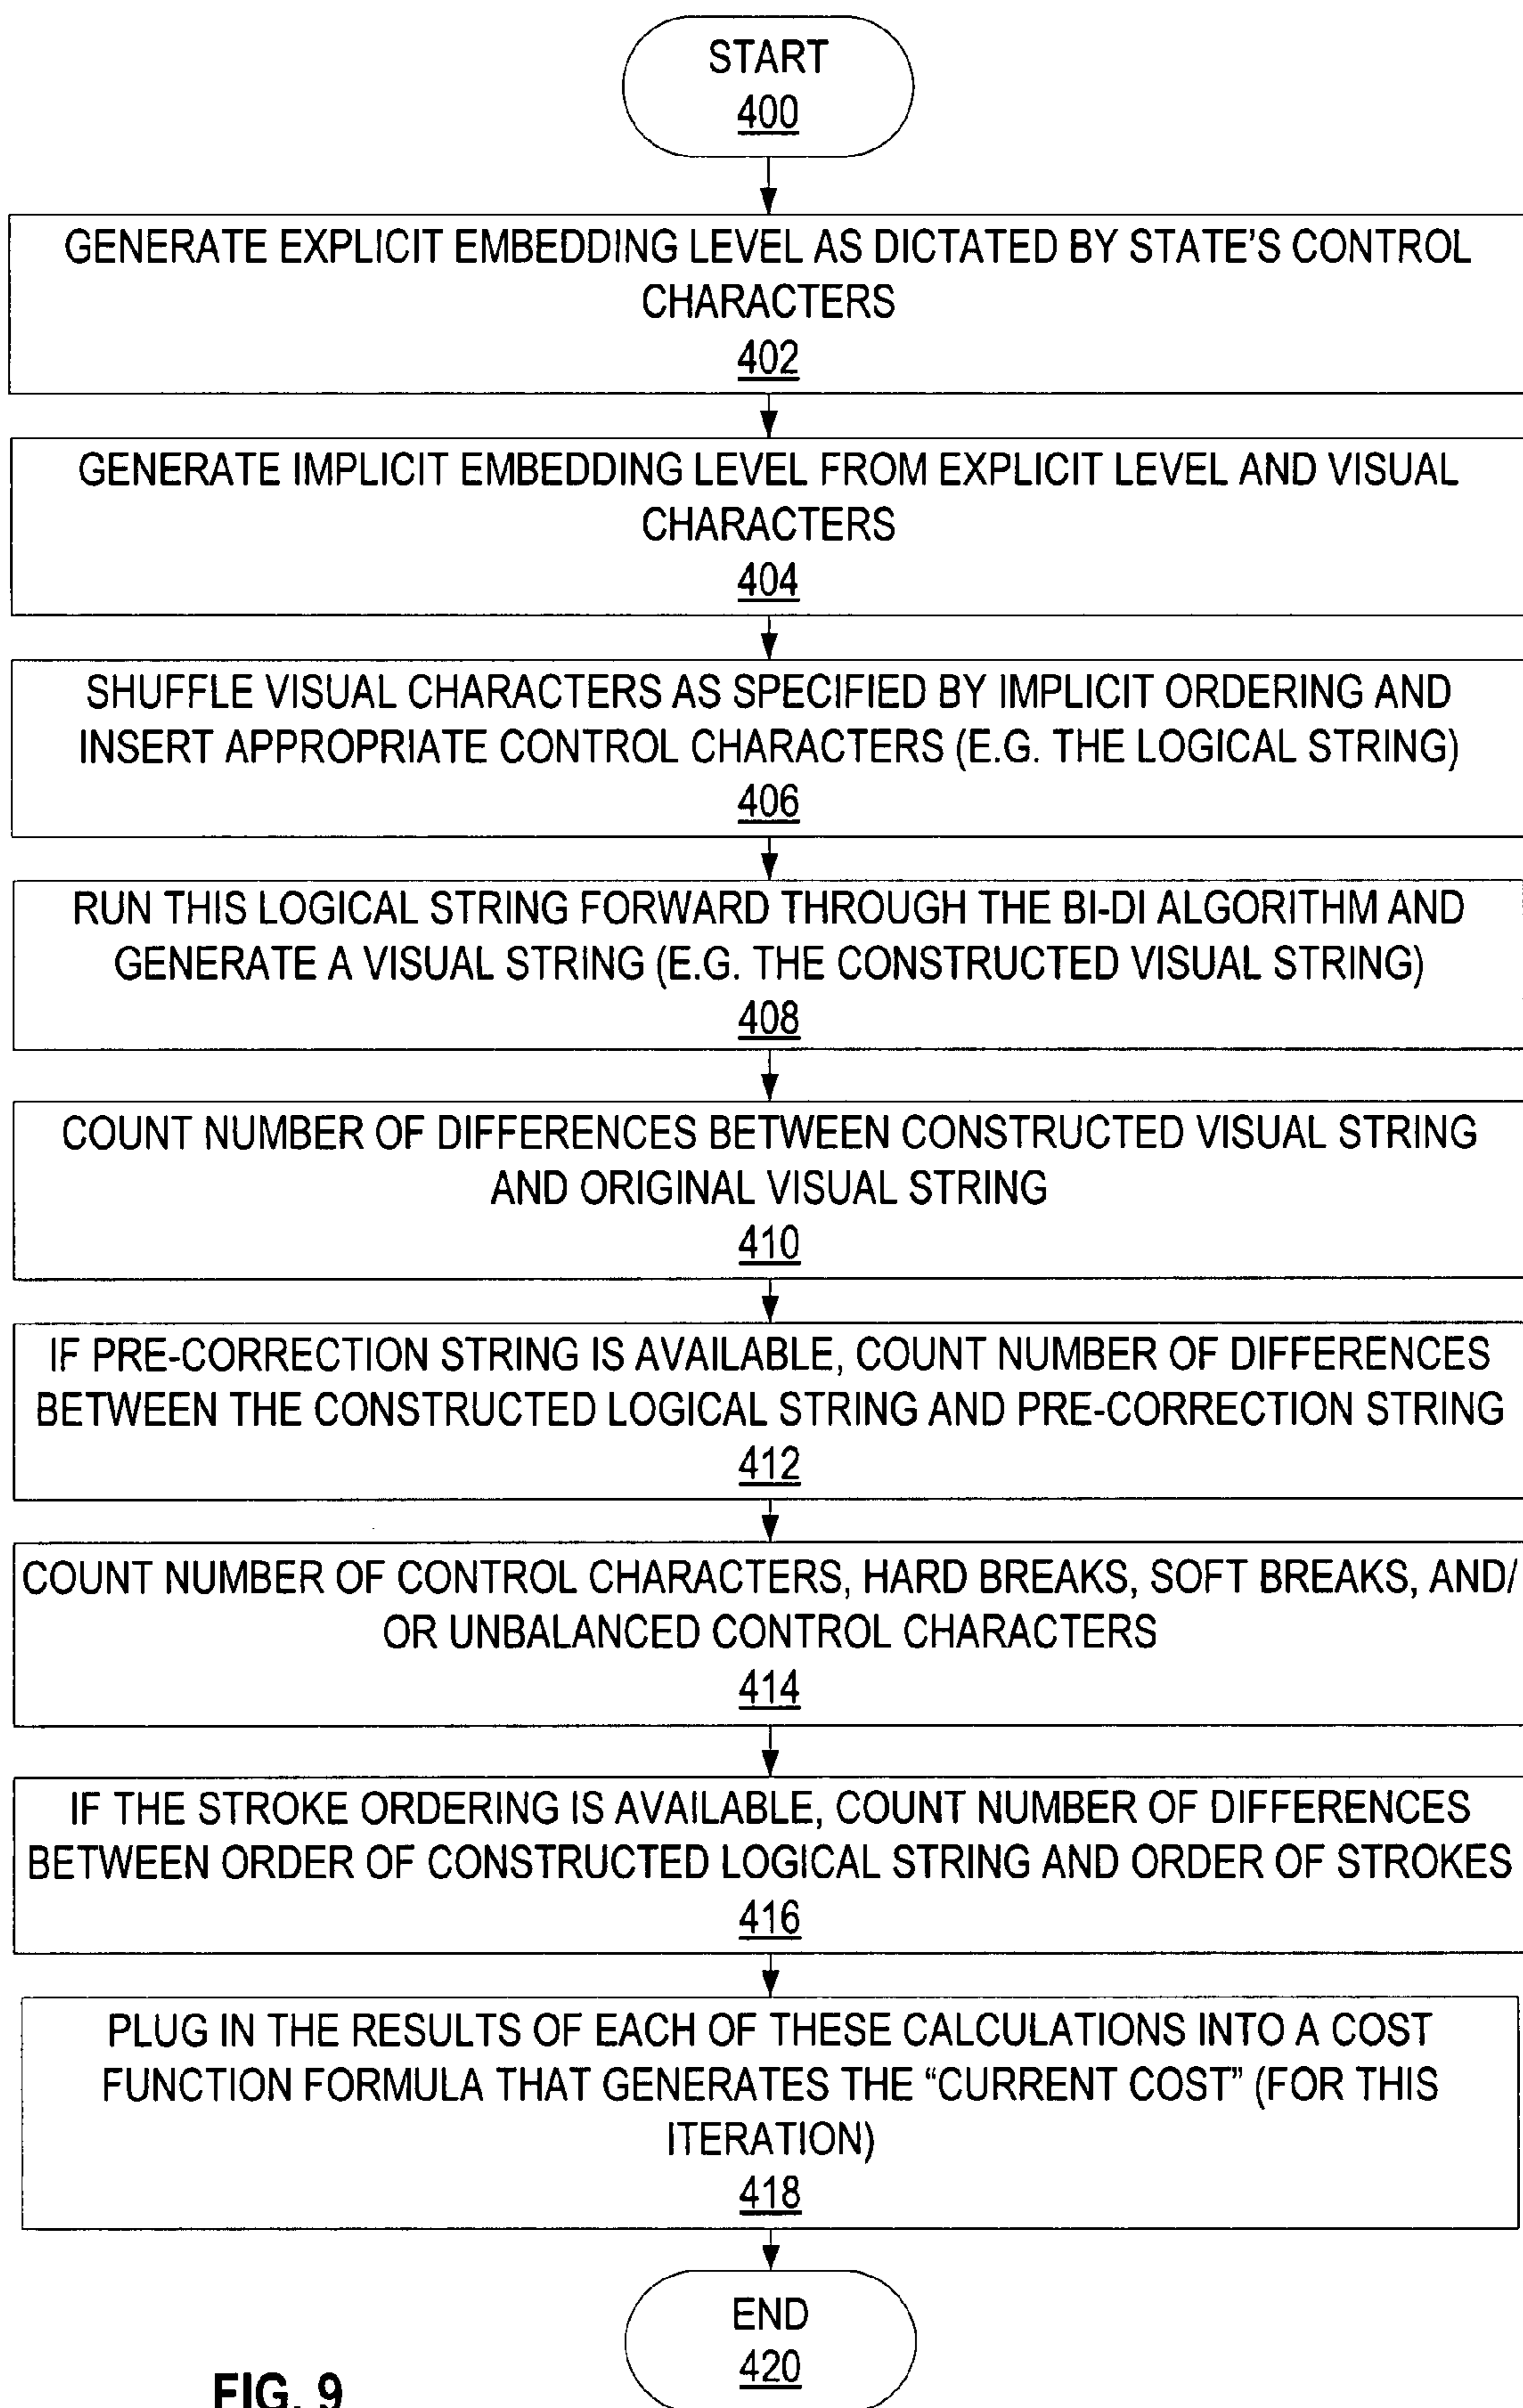 START
400
GENERATE EXPLICIT EMBEDDING LEVEL AS DICTATED BY STATE'S CONTROL
CHARACTERS
402
GENERATE IMPLICIT EMBEDDING LEVEL FROM EXPLICIT LEVEL AND VISUAL
CHARACTERS
404
SHUFFLE VISUAL CHARACTERS AS SPECIFIED BY IMPLICIT ORDERING AND
INSERT APPROPRIATE CONTROL CHARACTERS (E.G. THE LOGICAL STRING)
406
RUN THIS LOGICAL STRING FORWARD THROUGH THE BI-DI ALGORITHM AND
GENERATE A VISUAL STRING (E.G. THE CONSTRUCTED VISUAL STRING)
408
COUNT NUMBER OF DIFFERENCES BETWEEN CONSTRUCTED VISUAL STRING
AND ORIGINAL VISUAL STRING
410
IF PRE-CORRECTION STRING IS AVAILABLE, COUNT NUMBER OF DIFFERENCES
BETWEEN THE CONSTRUCTED LOGICAL STRING AND PRE-CORRECTION STRING
412
COUNT NUMBER OF CONTROL CHARACTERS, HARD BREAKS, SOFT BREAKS, AND/
OR UNBALANCED CONTROL CHARACTERS
414
IF THE STROKE ORDERING IS AVAILABLE, COUNT NUMBER OF DIFFERENCES
BETWEEN ORDER OF CONSTRUCTED LOGICAL STRING AND ORDER OF STROKES
416
PLUG IN THE RESULTS OF EACH OF THESE CALCULATIONS INTO A COST
FUNCTION FORMULA THAT GENERATES THE “CURRENT COST” (FOR THIS
ITERATION)
418
END
420
FIG. 9